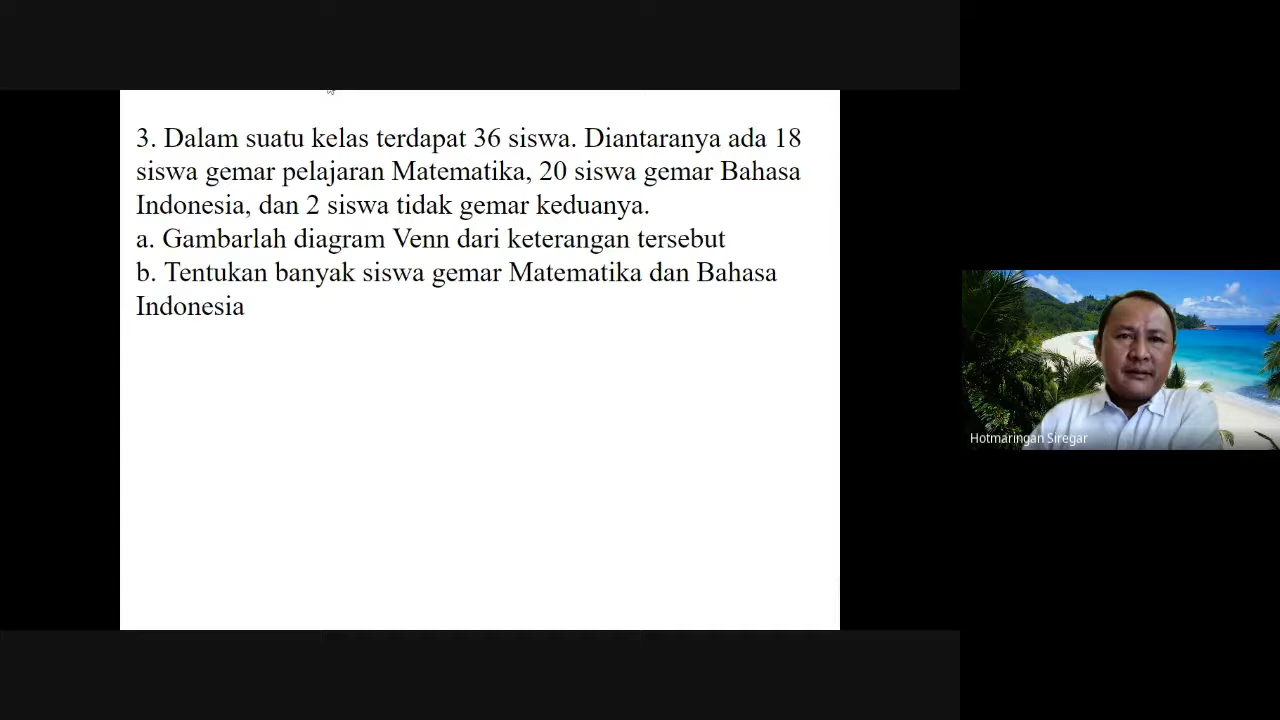 3. Dalam suatu kelas terdapat 36 siswa. Diantaranya ada 18
siswa gemar pelajaran Matematika, 20 siswa gemar Bahasa
Indonesia, dan 2 siswa tidak gemar keduanya.
a. Gambarlah diagram Venn dari keterangan tersebut
b. Tentukan banyak siswa gemar Matematika dan Bahasa
Indonesia
Hotmaringan Siregar